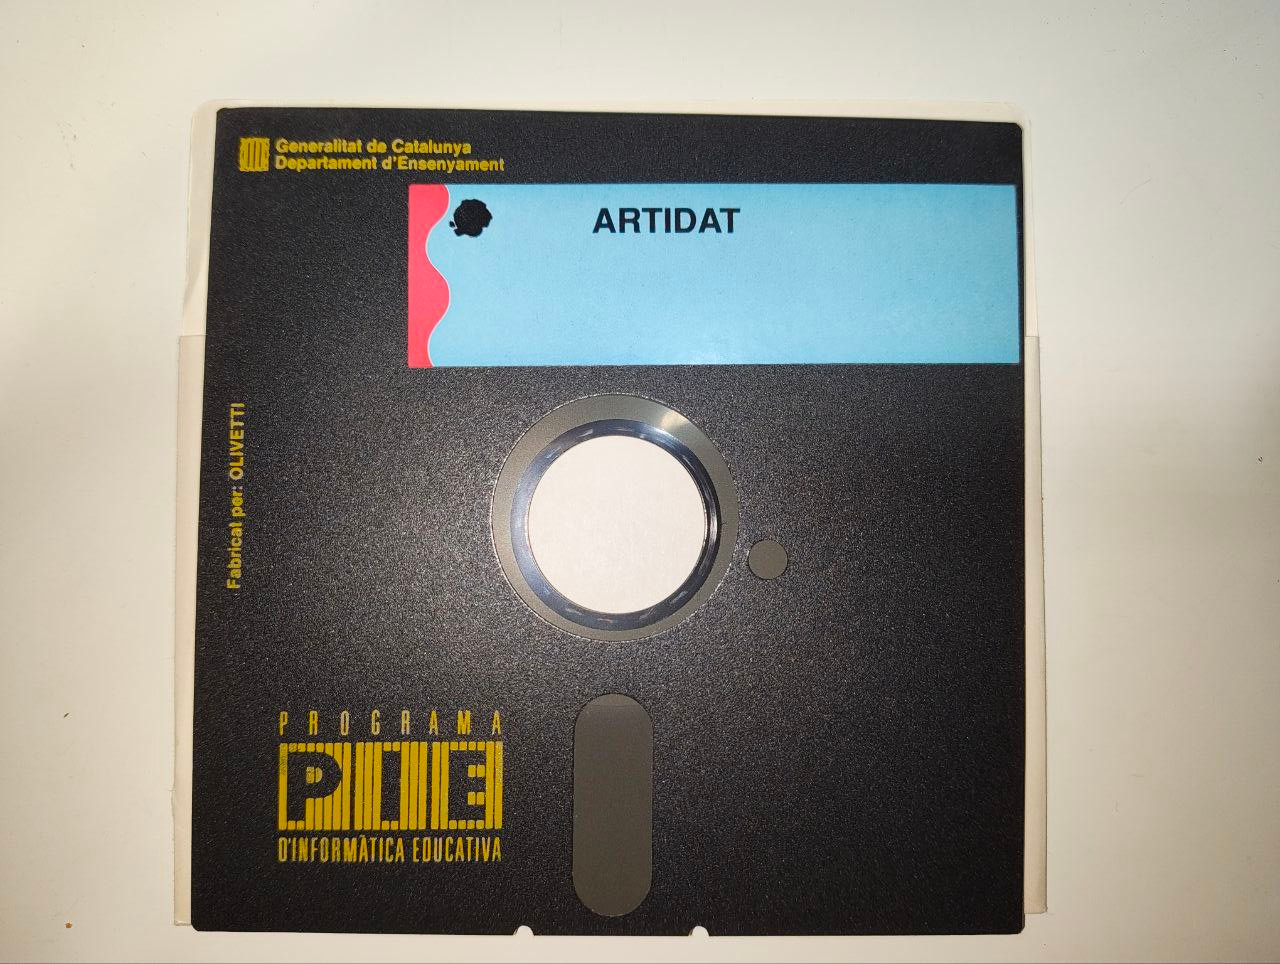 Generalitat de Catalunya
Departament d'Ensenyament
ARTIDAT
Fabricat per: OLIVETTI
PROGRAMA
PIE
D'INFORMÀTICA EDUCATIVA